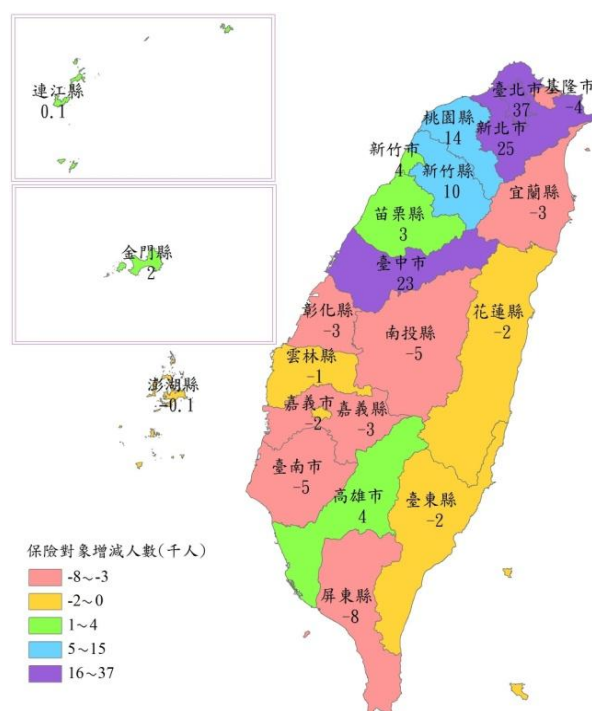 連江縣
0.1
金門縣
2
澎湖縣
-0.1
臺北市
37
基隆市
-4
新北市
25
桃園縣
14
新竹市
4
新竹縣
10
宜蘭縣
-3
苗栗縣
3
臺中市
23
彰化縣
-3
南投縣
-5
花蓮縣
-2
雲林縣
-1
嘉義市
-2
嘉義縣
-3
臺南市
-5
高雄市
4
臺東縣
-2
屏東縣
-8
保險對象增減人數(千人)
-8~-3
-2~0
1~4
5~15
16~37